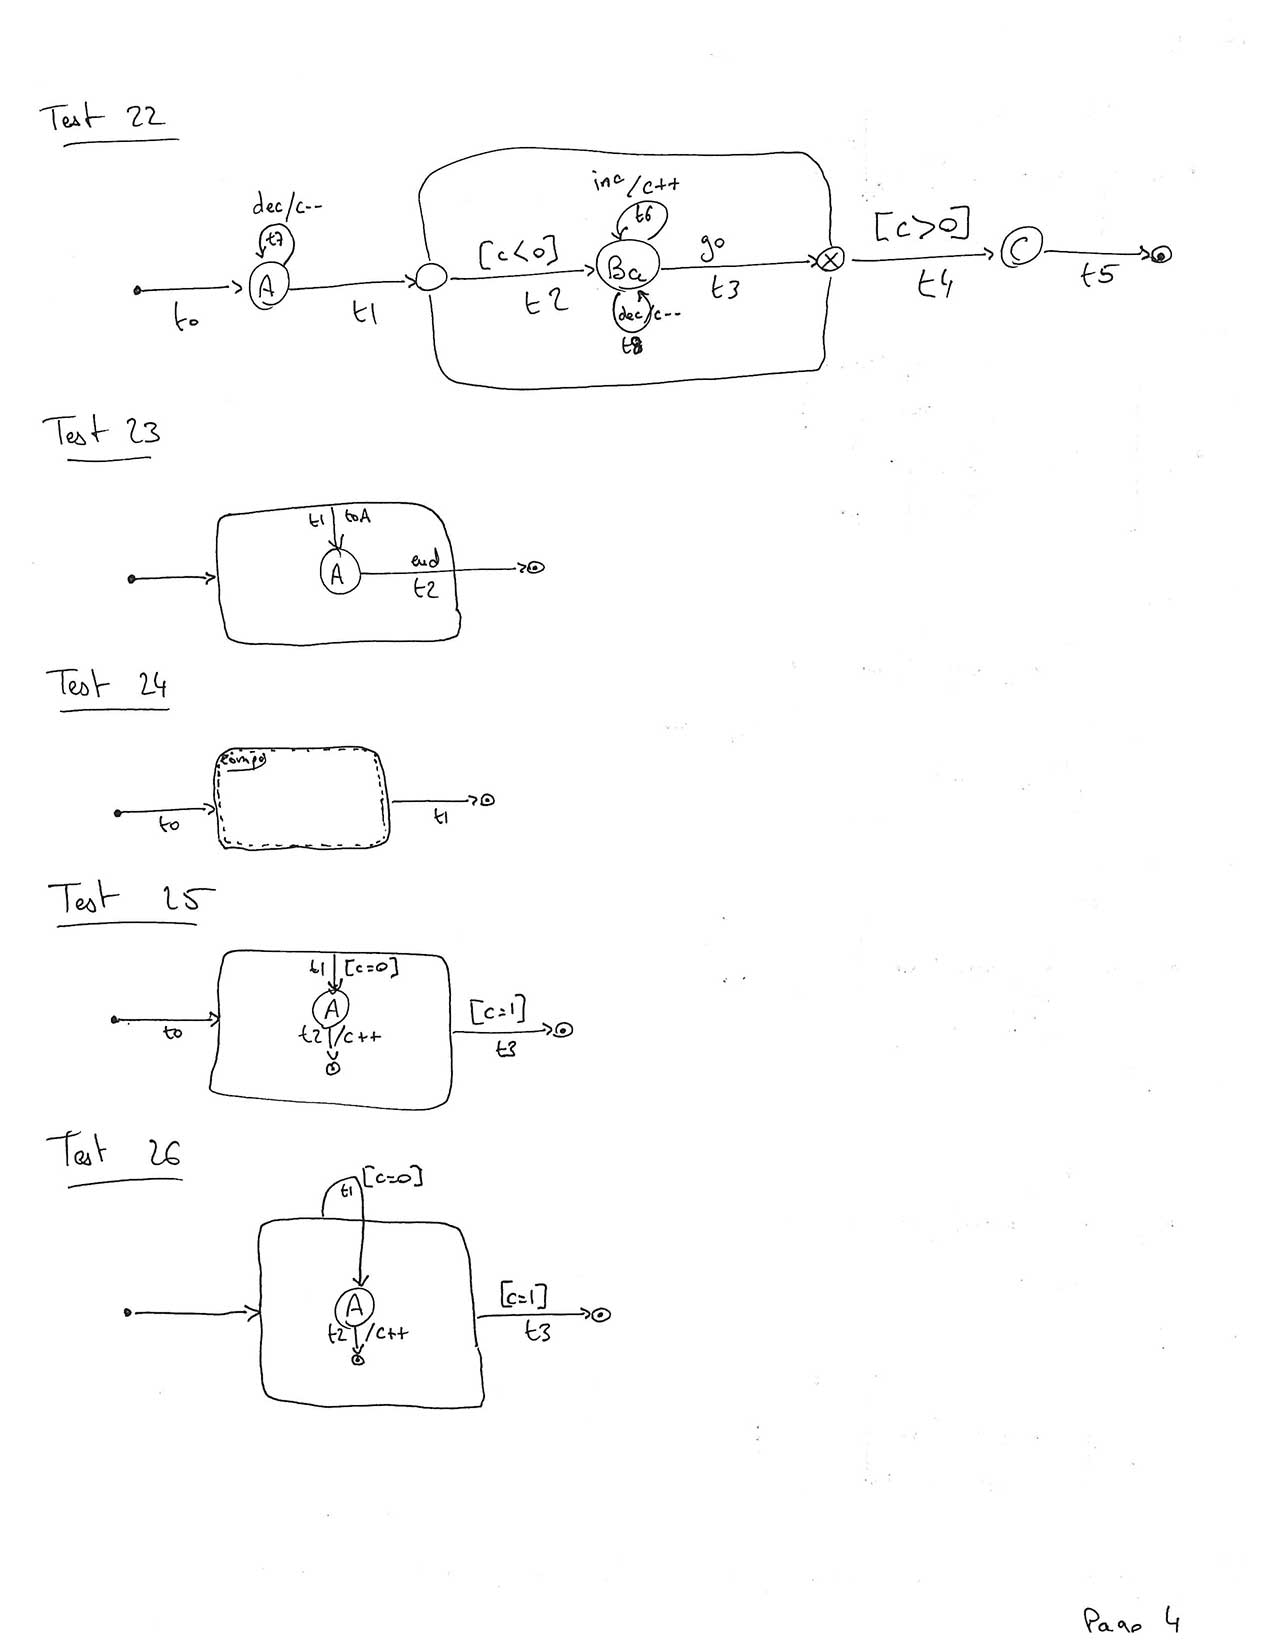 Test 22
dec/c--
t7
inc/c++
t6
A
t0
t1
[c<0]
t2
Ba
go
t3
[c>0]
t4
C
t5
dec/c--
t8
Test 23
t1 toA
A
end
t2
Test 24
compo
t0
t1
Test 25
t1 [c=0]
A
t0
t2 /c++
[c=1]
t3
Test 26
t1 [c=0]
A
t2 /c++
[c=1]
t3
Page 4